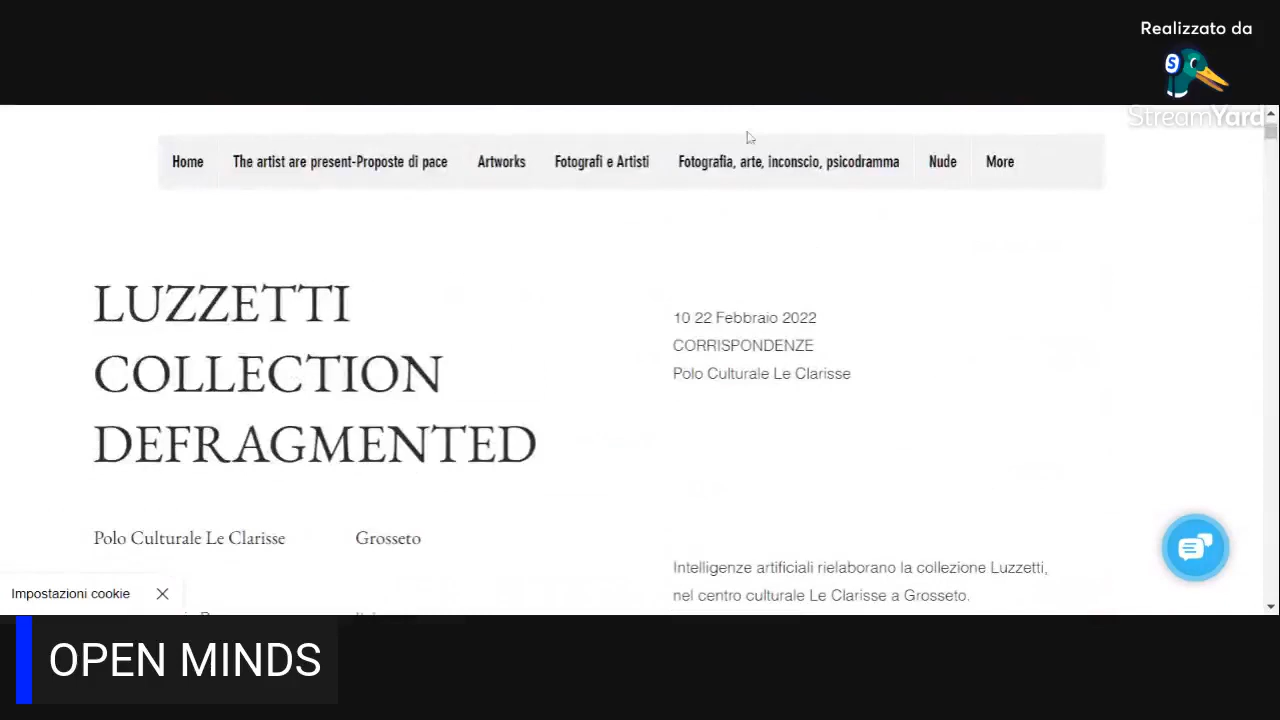 Realizzato da
StreamYard
Home
The artist are present-Proposte di pace
Artworks
Fotografi e Artisti
Fotografia, arte, inconscio, psicodramma
Nude
More
LUZZETTI
COLLECTION
DEFRAGMENTED
10 22 Febbraio 2022
CORRISPONDENZE
Polo Culturale Le Clarisse
Polo Culturale Le Clarisse
Grosseto
Intelligenze artificiali rielaborano la collezione Luzzetti,
nel centro culturale Le Clarisse a Grosseto.
Impostazioni cookie
OPEN MINDS